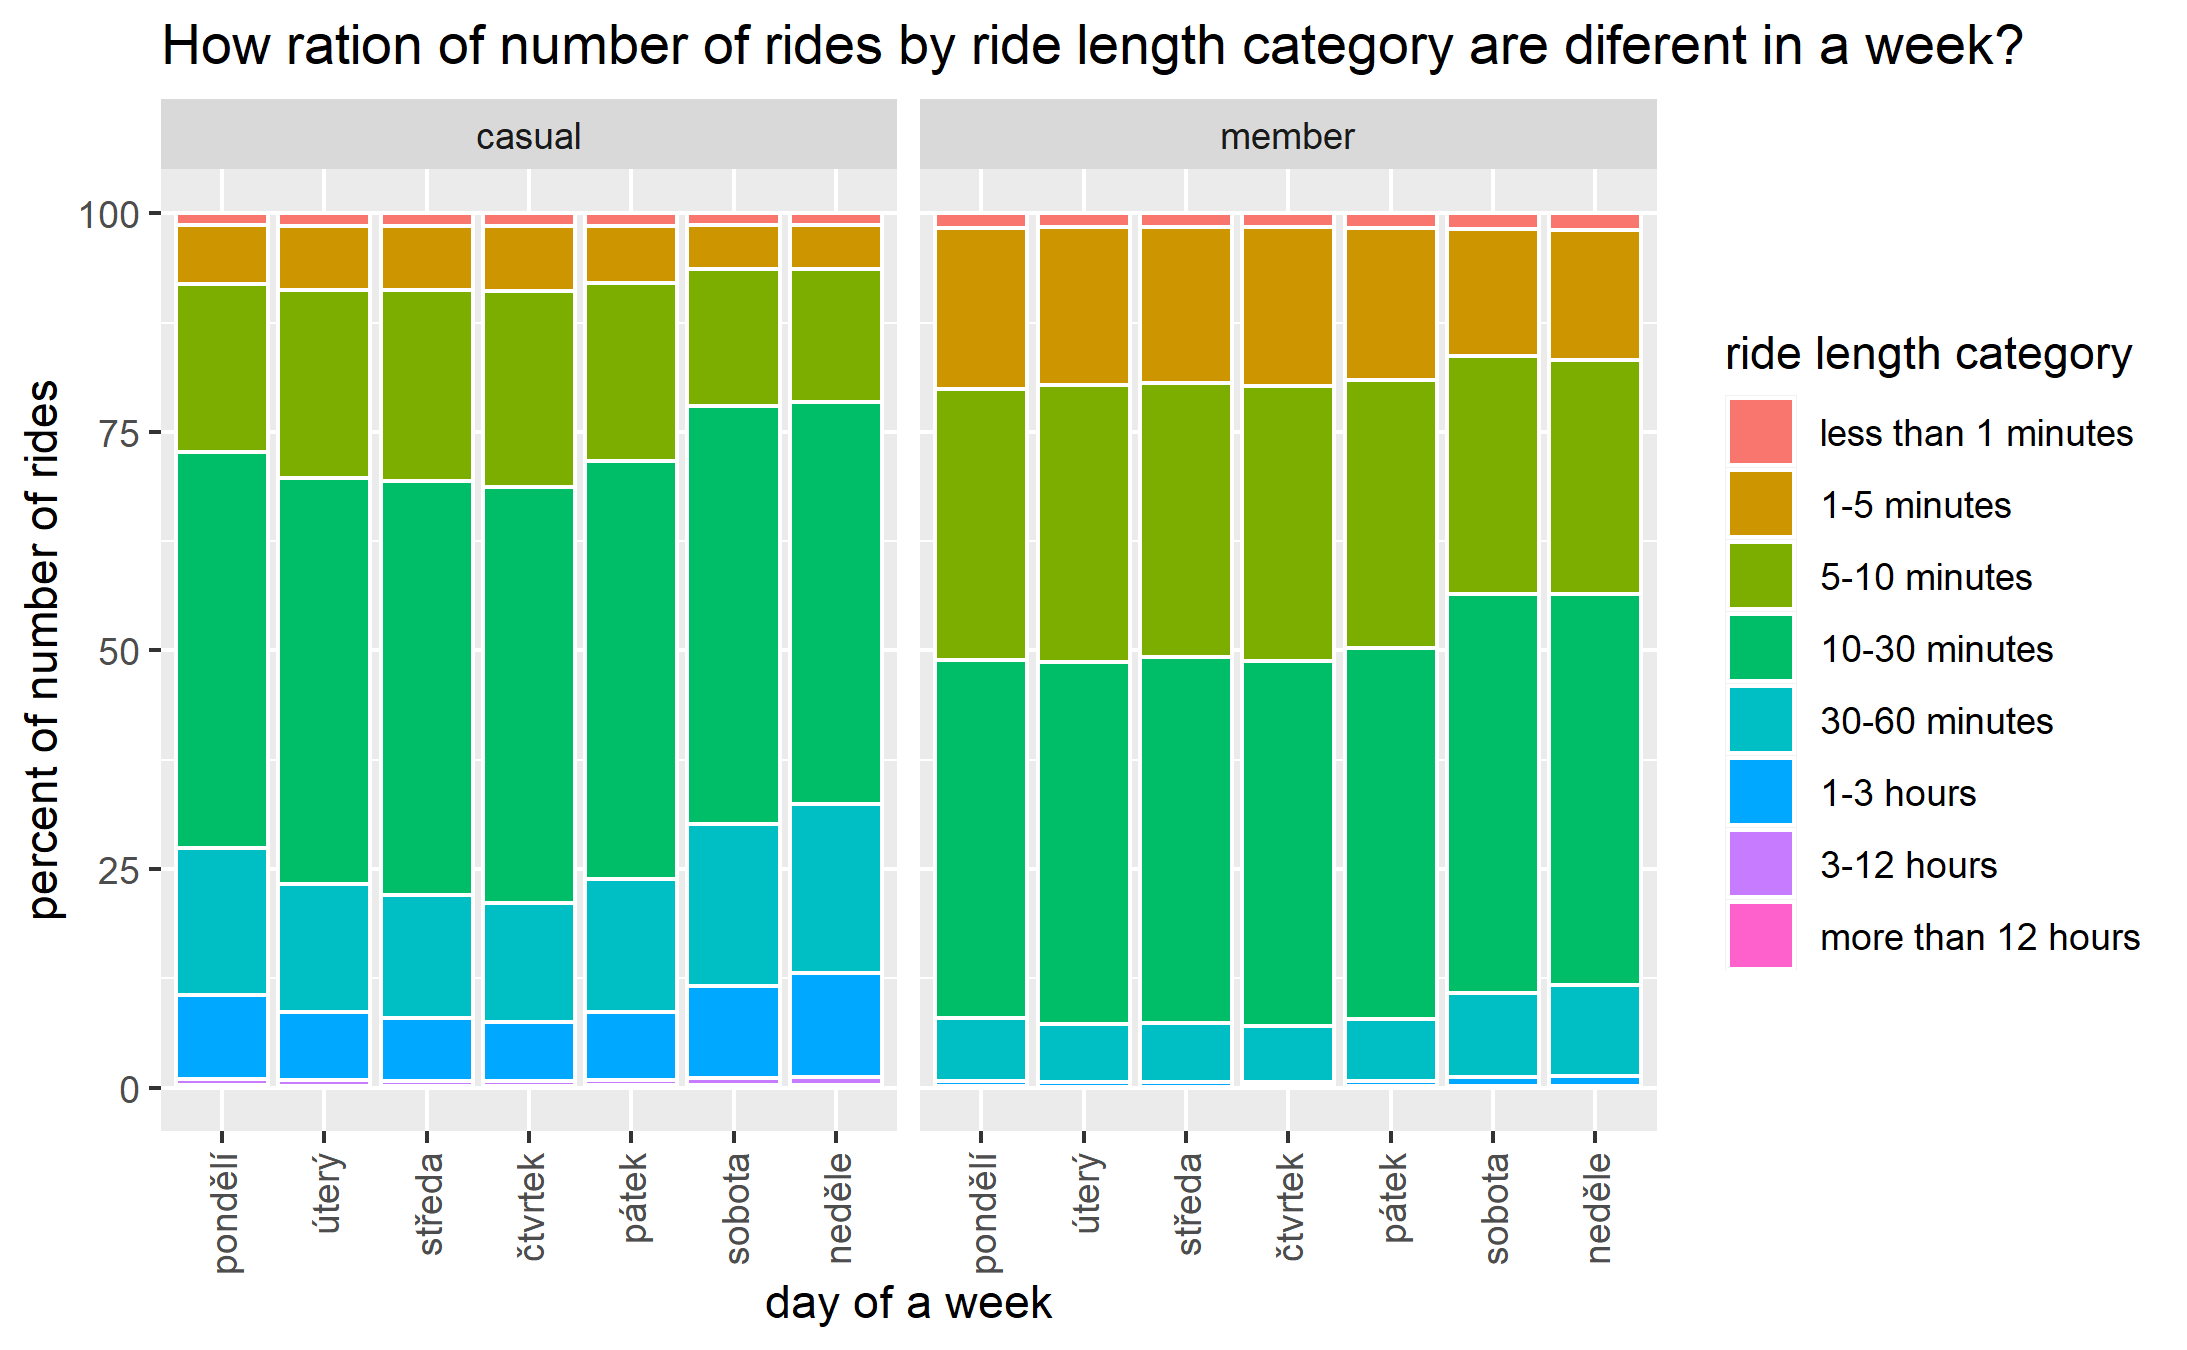 How ration of number of rides by ride length category are diferent in a week?
casual
member
percent of number of rides
100
75
50
25
0
pondělí
úterý
středa
čtvrtek
pátek
sobota
neděle
pondělí
úterý
středa
čtvrtek
pátek
sobota
neděle
day of a week
ride length category
less than 1 minutes
1-5 minutes
5-10 minutes
10-30 minutes
30-60 minutes
1-3 hours
3-12 hours
more than 12 hours